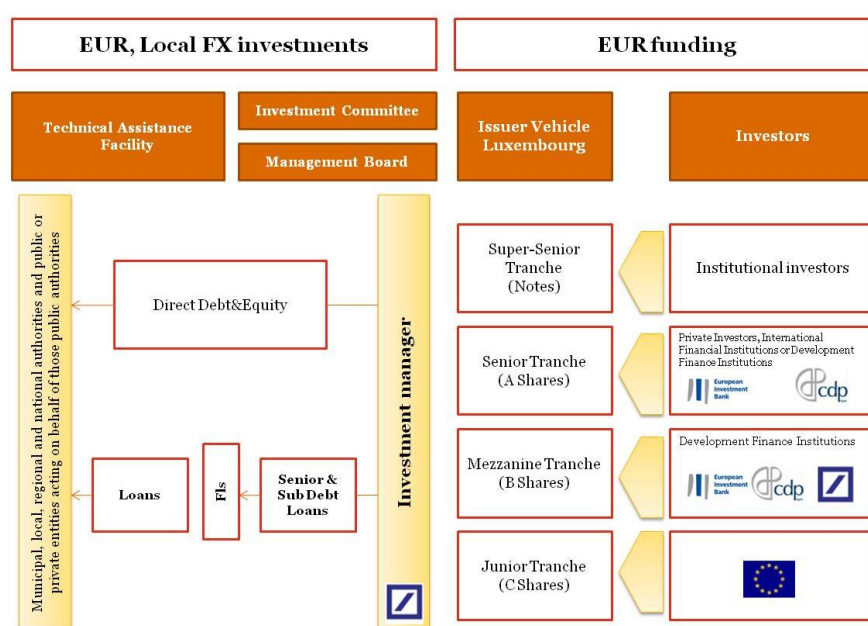 EUR, Local FX investments
EUR funding
Technical Assistance
Facility
Investment Committee
Management Board
Issuer Vehicle
Luxembourg
Investors
Municipal, local, regional and national authorities and public or
private entities acting on behalf of those public authorities
Direct Debt&Equity
Loans
FIs
Senior &
Sub Debt
Loans
Investment manager
Super-Senior
Tranche
(Notes)
Institutional investors
Senior Tranche
(A Shares)
Private Investors, International
Financial Institutions or Development
Finance Institutions
European
Investment
Bank
cdp
Mezzanine Tranche
(B Shares)
Development Finance Institutions
European
Investment
Bank
cdp
Junior Tranche
(C Shares)